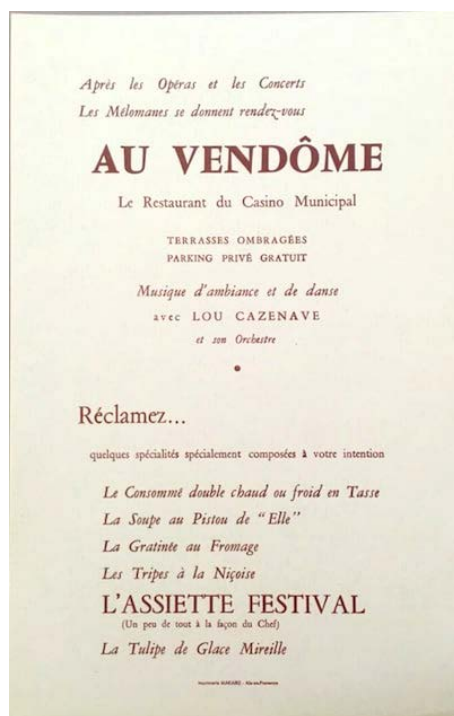 Après les Opéras et les Concerts
Les Mélomanes se donnent rendez-vous
AU VENDÔME
Le Restaurant du Casino Municipal
TERRASSES OMBRAGÉES
PARKING PRIVÉ GRATUIT
Musique d'ambiance et de danse
avec LOU CAZENAVE
et son Orchestre
Réclamez...
quelques spécialités spécialement composées à votre intention
Le Consommé double chaud ou froid en Tasse
La Soupe au Pistou de "Elle"
La Gratinée au Fromage
Les Tripes à la Niçoise
L'ASSIETTE FESTIVAL
(Un peu de tout à la façon du Chef)
La Tulipe de Glace Mireille
Aix-en-Provence